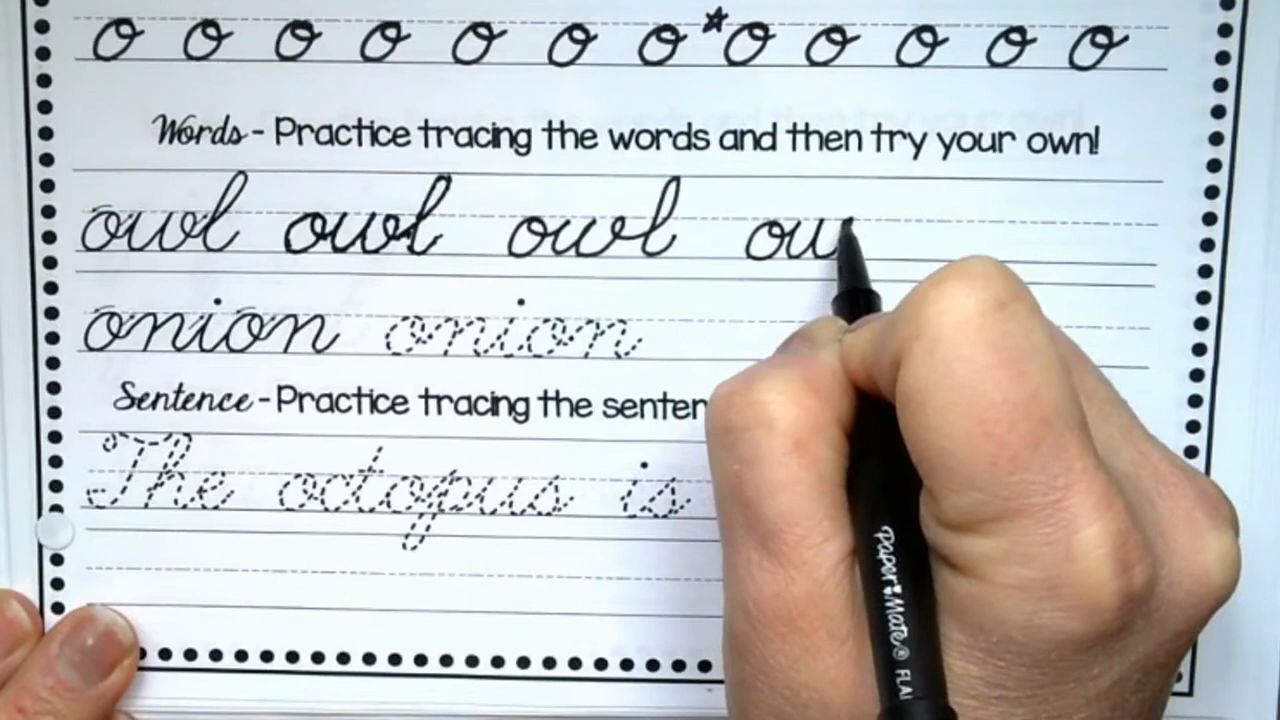 o o o o o o o *o o o o o
Words - Practice tracing the words and then try your own!
owl owl owl ou
onion onion
Sentence - Practice tracing the senten
The octopus is
Paper Mate® FLAI